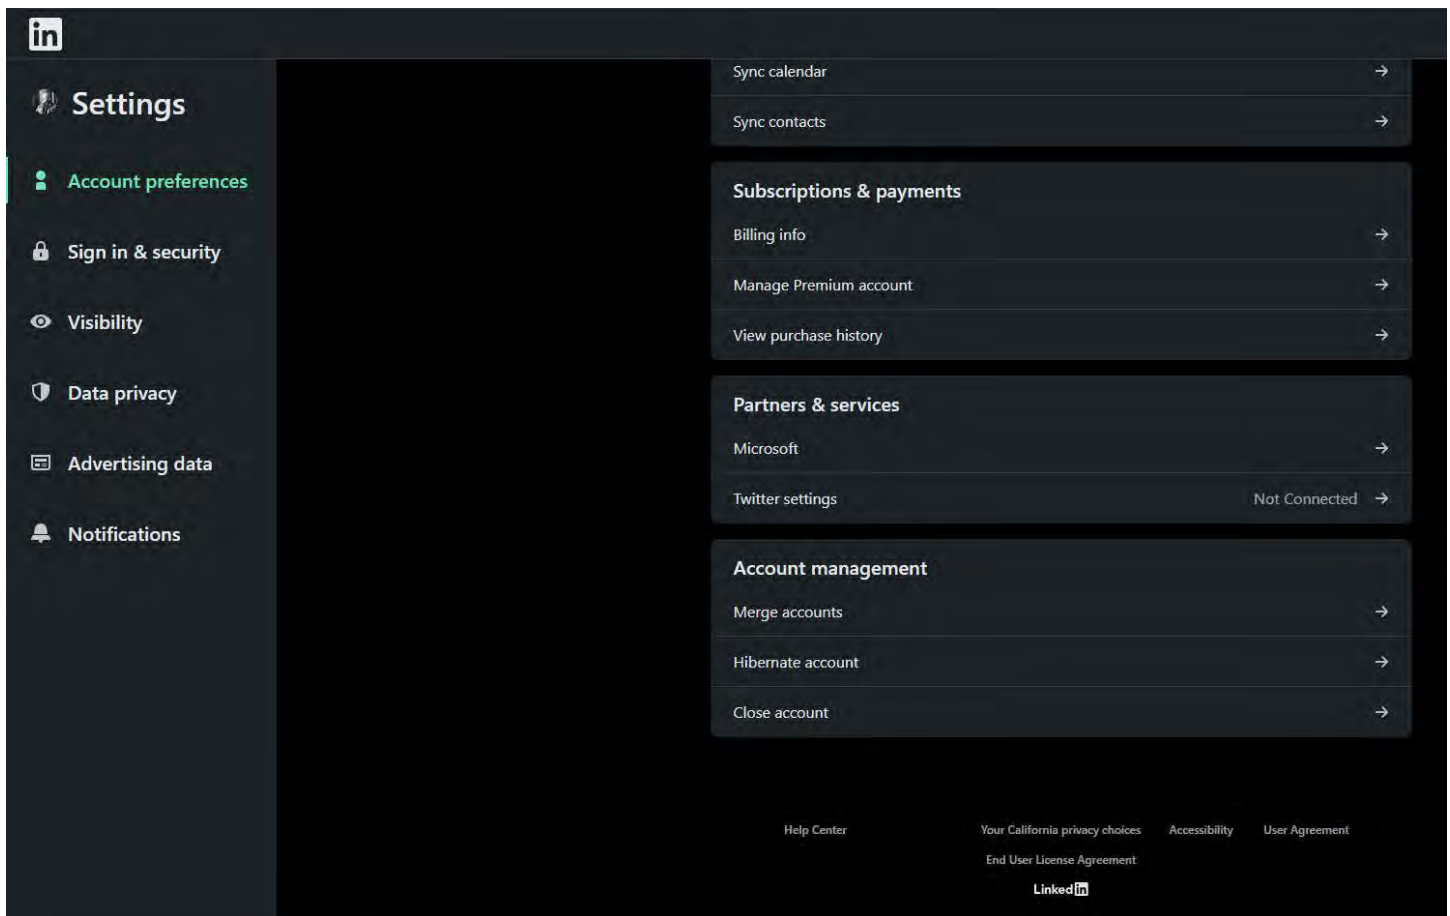 in
Settings
Account preferences
Sign in & security
Visibility
Data privacy
Advertising data
Notifications
Sync calendar
Sync contacts
Subscriptions & payments
Billing info
Manage Premium account
View purchase history
Partners & services
Microsoft
Twitter settings Not Connected
Account management
Merge accounts
Hibernate account
Close account
Help Center Your California privacy choices Accessibility User Agreement
End User License Agreement
Linkedin